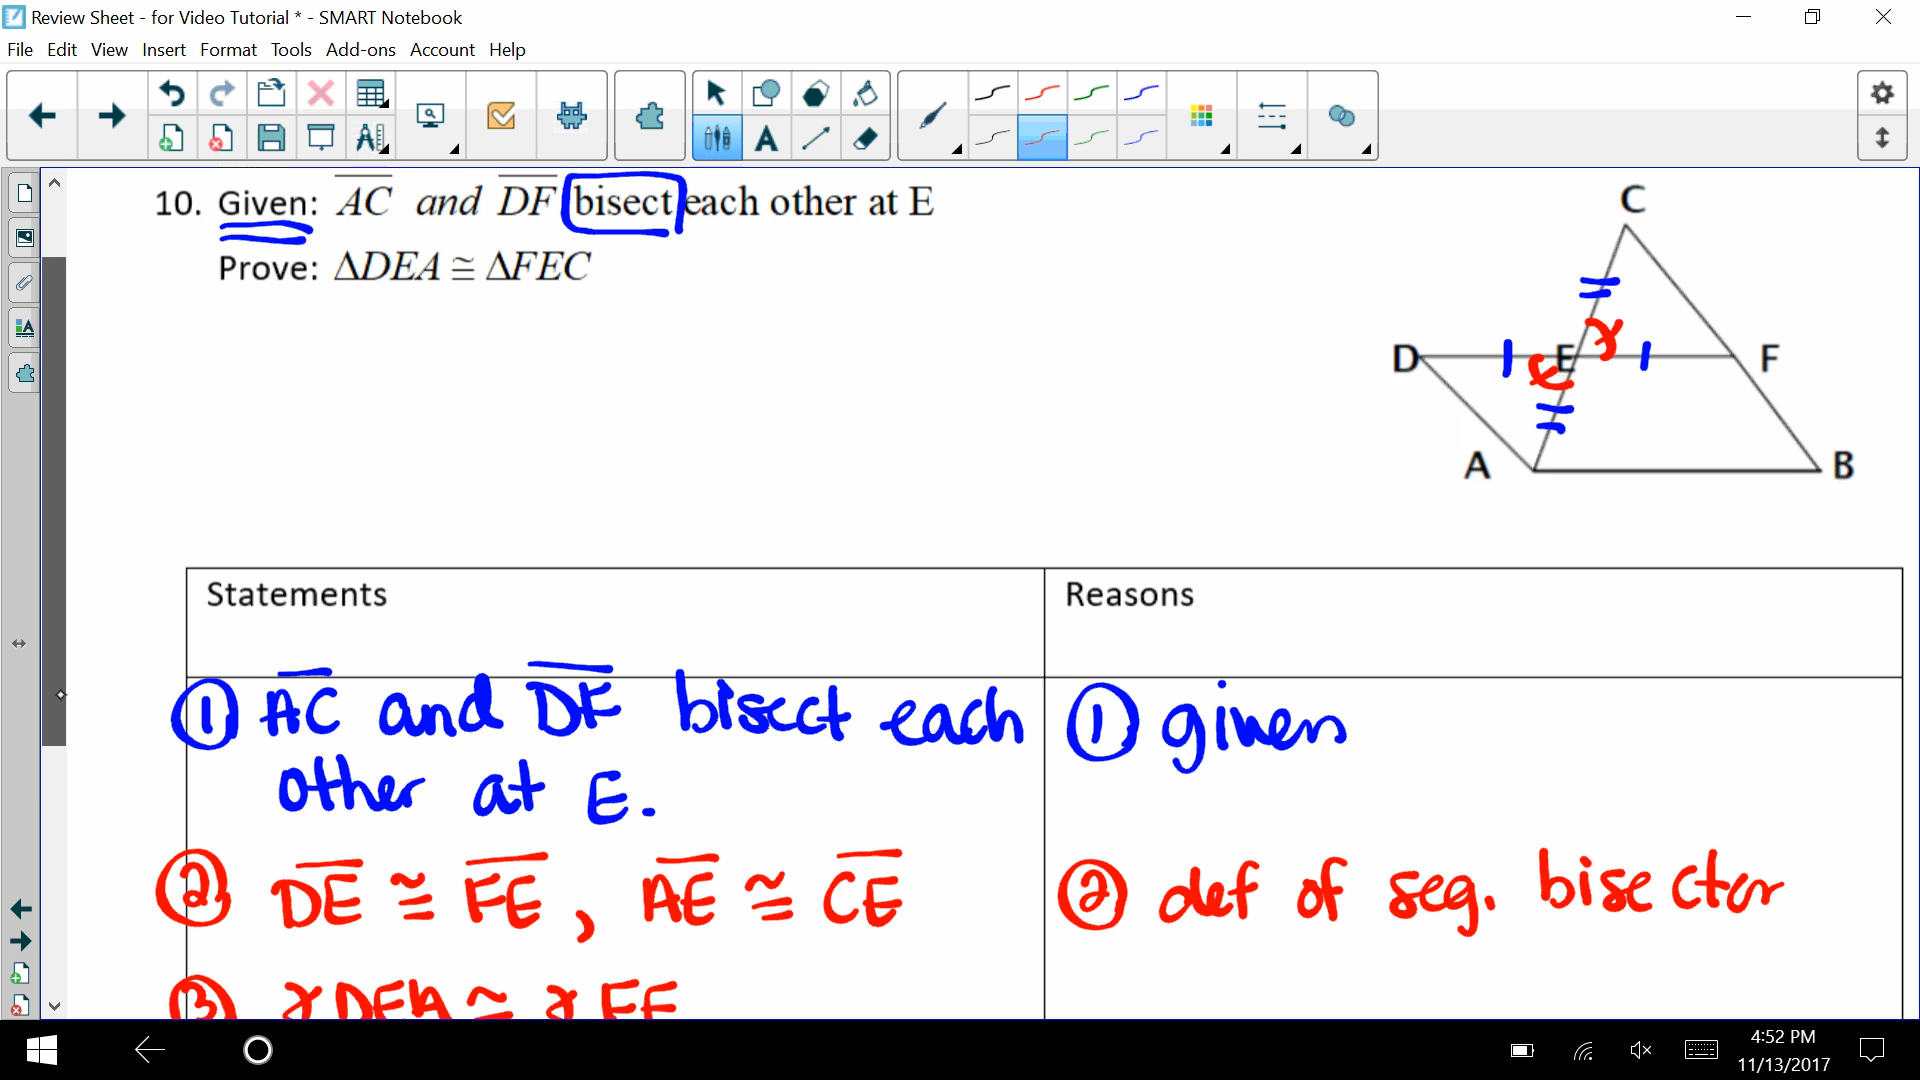 Review Sheet - for Video Tutorial * - SMART Notebook
File Edit View Insert Format Tools Add-ons Account Help
10. Given: AC and DF bisect each other at E
Prove: ΔDEA ≅ ΔFEC
C
D E F
A B
Statements Reasons
① AC and DF bisect each ① given
other at E.
② DE ≅ FE, AE ≅ CE ② def of seg. bisector
③ ∡DEA ≅ ∡FE
4:52 PM
11/13/2017